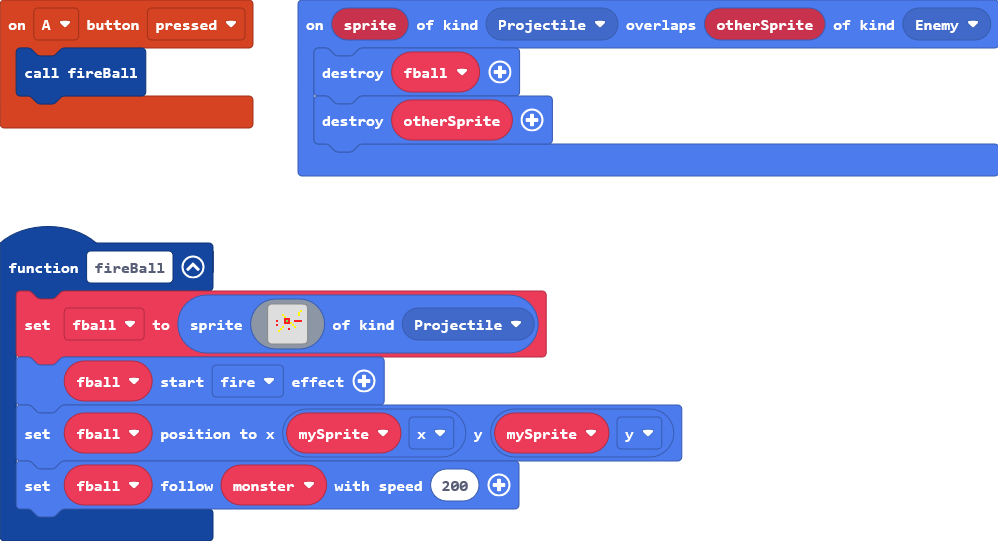 on A button pressed
call fireBall
on sprite of kind Projectile overlaps otherSprite of kind Enemy
destroy fball
destroy otherSprite
function fireBall
set fball to sprite of kind Projectile
fball start fire effect
set fball position to x mySprite x y mySprite y
set fball follow monster with speed 200